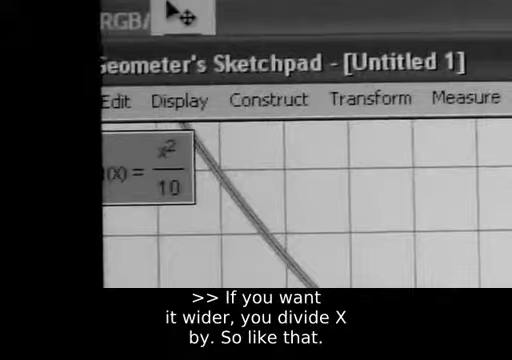 RGB/
Geometer's Sketchpad - [Untitled 1]
Edit Display Construct Transform Measure
f(x) = x²/10
>> If you want
it wider, you divide X
by. So like that.